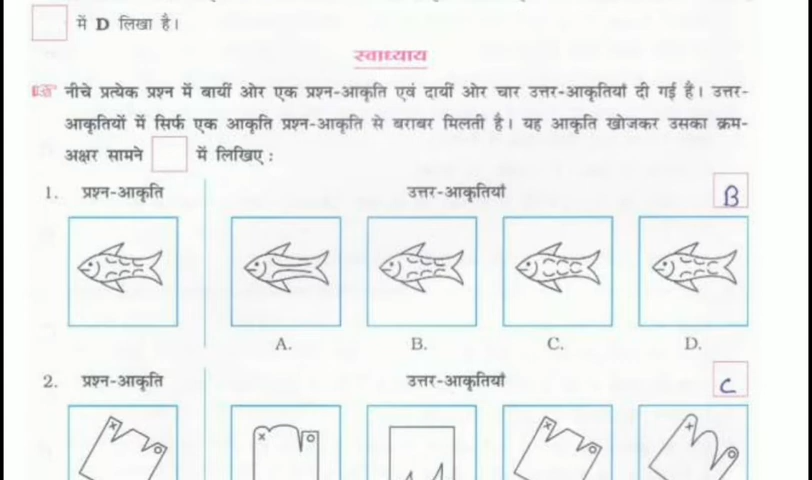 में D लिखा है।
स्वाध्याय
नीचे प्रत्येक प्रश्न में बायीं ओर एक प्रश्न-आकृति एवं दायीं ओर चार उत्तर-आकृतियाँ दी गई हैं। उत्तर-
आकृतियों में सिर्फ एक आकृति प्रश्न-आकृति से बराबर मिलती है। यह आकृति खोजकर उसका क्रम-
अक्षर सामने में लिखिए :
1. प्रश्न-आकृति उत्तर-आकृतियाँ B
A. B. C. D.
2. प्रश्न-आकृति उत्तर-आकृतियाँ C